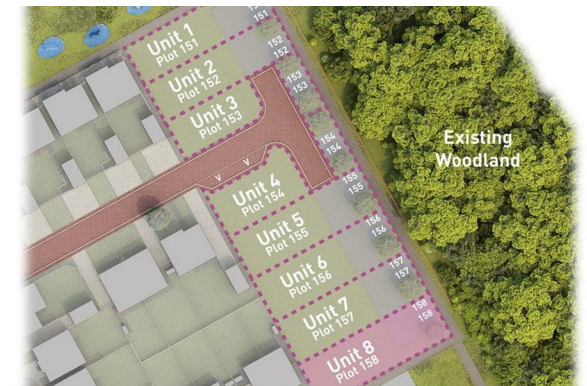 Unit 1
Plot 151
151
Unit 2
Plot 152
152
152
Unit 3
Plot 153
153
153
154
154
Unit 4
Plot 154
155
155
Unit 5
Plot 155
156
156
Unit 6
Plot 156
157
157
Unit 7
Plot 157
158
158
Unit 8
Plot 158
V
V
Existing
Woodland